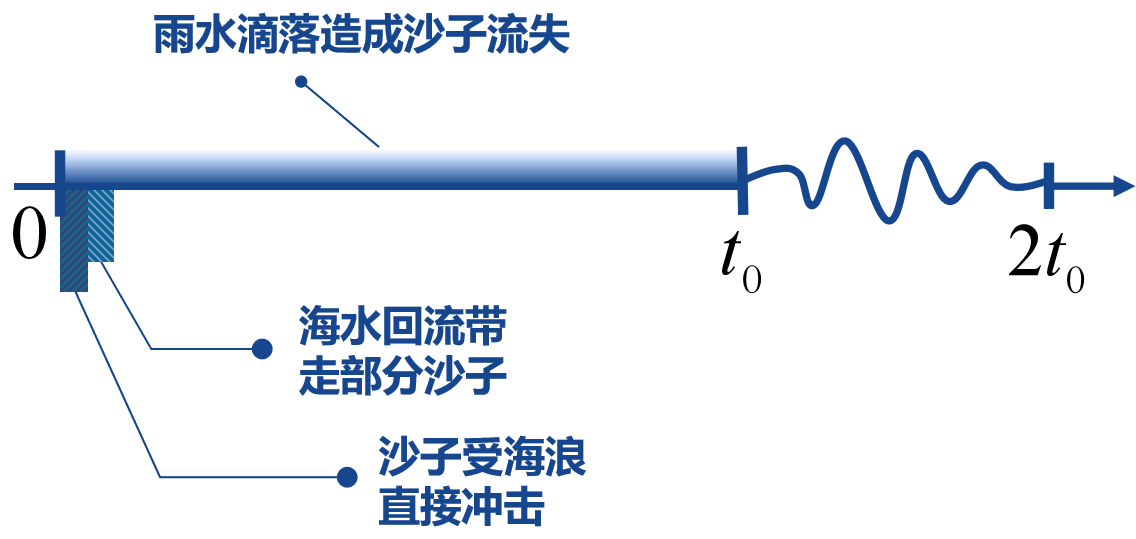 雨水滴落造成沙子流失
0
t₀
2t₀
海水回流带
走部分沙子
沙子受海浪
直接冲击